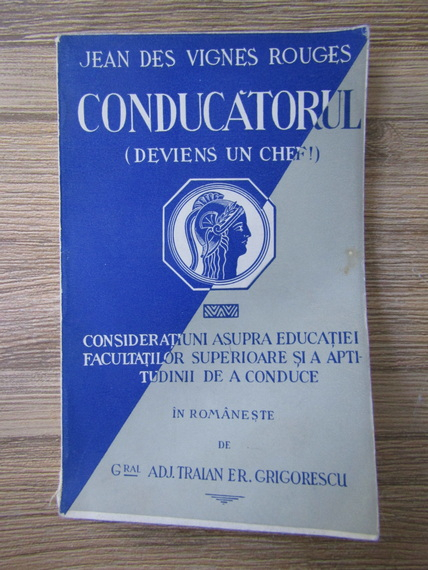 JEAN DES VIGNES ROUGES
CONDUCĂTORUL
(DEVIENS UN CHEF!)
CONSIDERAȚIUNI ASUPRA EDUCAȚIEI
FACULTĂȚILOR SUPERIOARE ȘI A APTI-
TUDINII DE A CONDUCE
ÎN ROMÂNEȘTE
DE
GRAL ADJ. TRAIAN ER. GRIGORESCU